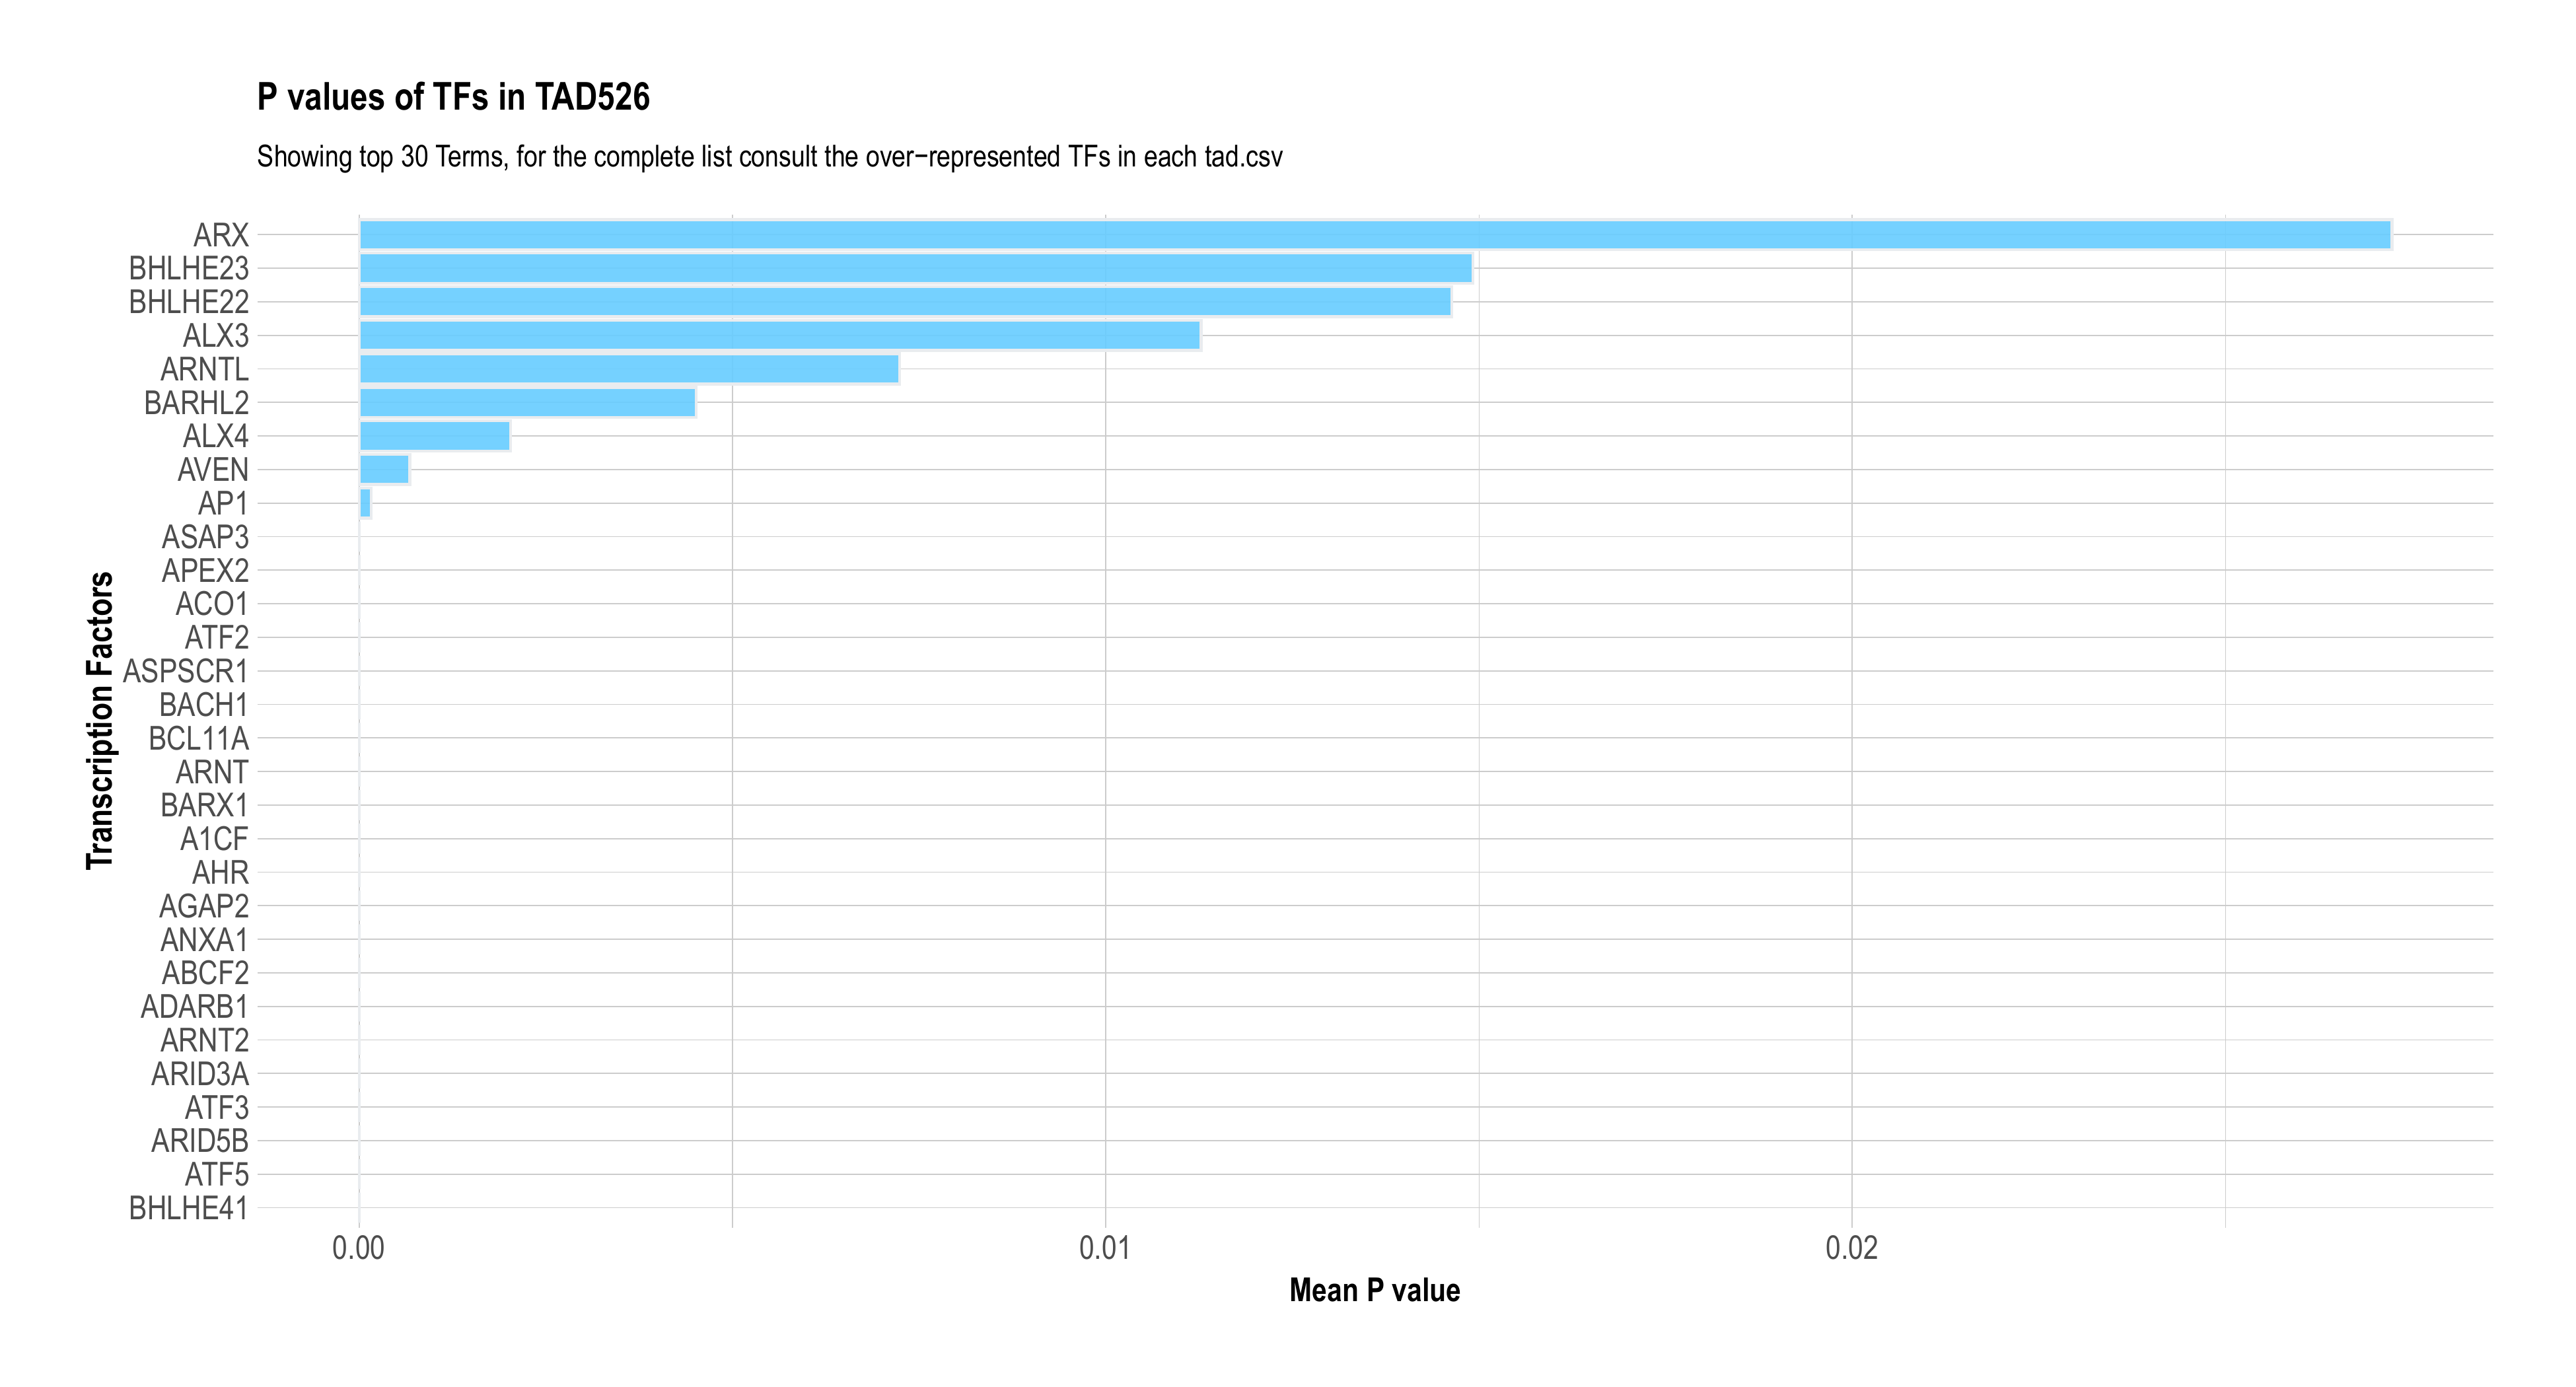 P values of TFs in TAD526
Showing top 30 Terms, for the complete list consult the over−represented TFs in each tad.csv
Transcription Factors
ARX
BHLHE23
BHLHE22
ALX3
ARNTL
BARHL2
ALX4
AVEN
AP1
ASAP3
APEX2
ACO1
ATF2
ASPSCR1
BACH1
BCL11A
ARNT
BARX1
A1CF
AHR
AGAP2
ANXA1
ABCF2
ADARB1
ARNT2
ARID3A
ATF3
ARID5B
ATF5
BHLHE41
0.00 0.01 0.02
Mean P value